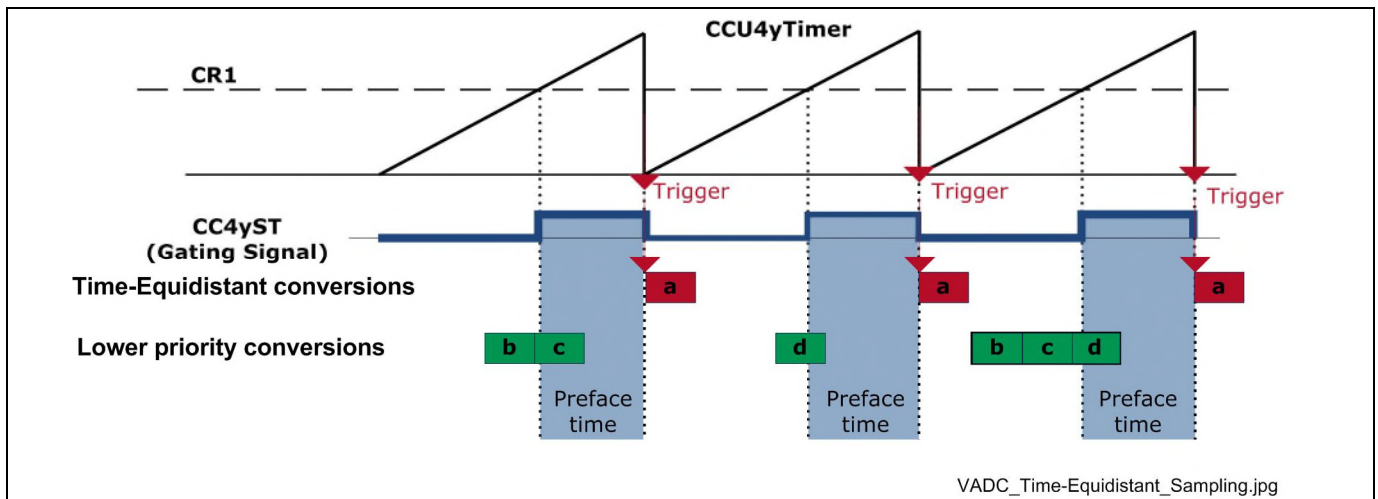 CCU4yTimer
CR1
Trigger
Trigger
Trigger
CC4yST
(Gating Signal)
Time-Equidistant conversions
a
a
a
Lower priority conversions
b c
d
b c d
Preface
time
Preface
time
Preface
time
VADC_Time-Equidistant_Sampling.jpg